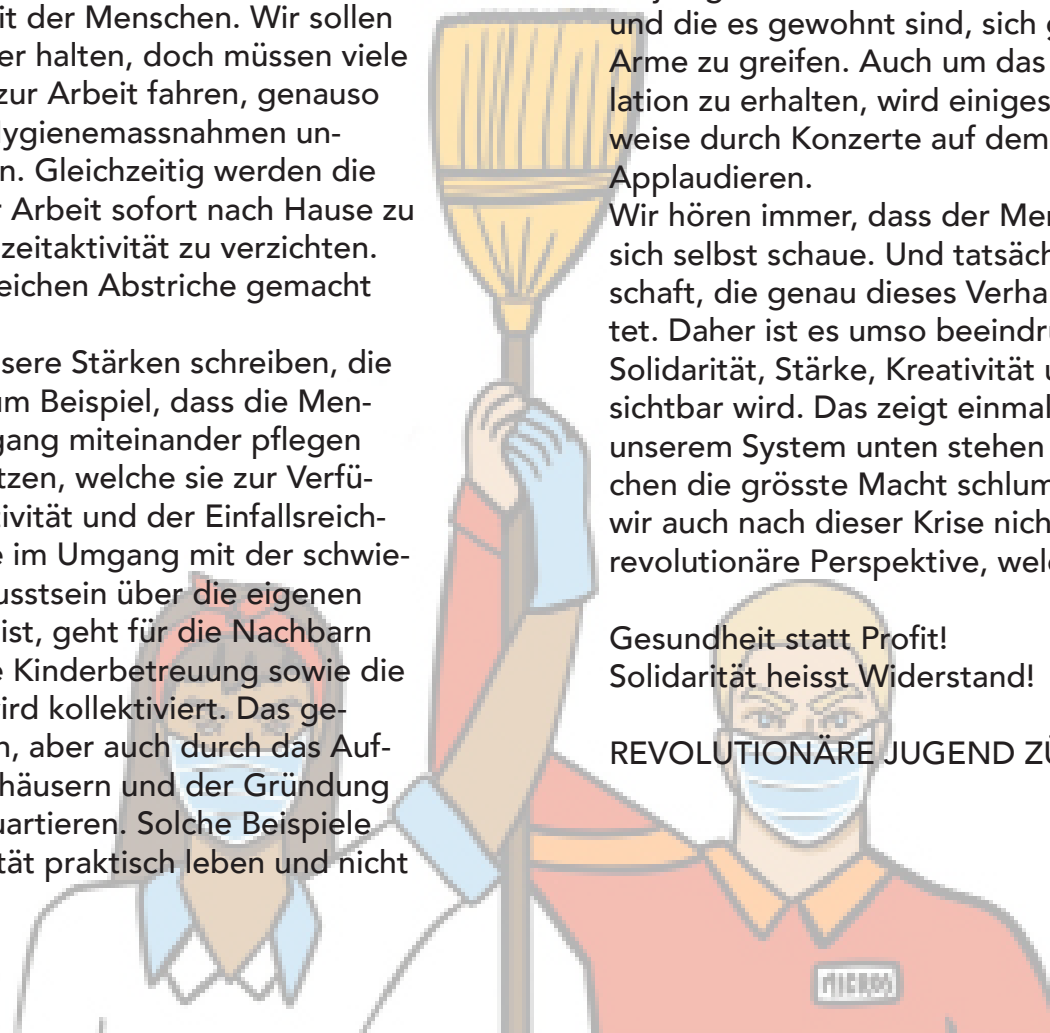 it der Menschen. Wir sollen
er halten, doch müssen viele
zur Arbeit fahren, genauso
ygienemassnahmen un-
n. Gleichzeitig werden die
r Arbeit sofort nach Hause zu
zeitaktivität zu verzichten.
eichen Abstriche gemacht
sere Stärken schreiben, die
um Beispiel, dass die Men-
gang miteinander pflegen
tzen, welche sie zur Verfü-
tivität und der Einfallsreich-
e im Umgang mit der schwie-
usstsein über die eigenen
ist, geht für die Nachbarn
e Kinderbetreuung sowie die
ird kollektiviert. Das ge-
n, aber auch durch das Auf-
häusern und der Gründung
uartieren. Solche Beispiele
tät praktisch leben und nicht
und die es gewohnt sind, sich
Arme zu greifen. Auch um das
lation zu erhalten, wird einiges
weise durch Konzerte auf dem
Applaudieren.
Wir hören immer, dass der Mer
sich selbst schaue. Und tatsäch
schaft, die genau dieses Verha
tet. Daher ist es umso beeindr
Solidarität, Stärke, Kreativität u
sichtbar wird. Das zeigt einmal
unserem System unten stehen
chen die grösste Macht schlum
wir auch nach dieser Krise nich
revolutionäre Perspektive, wel
Gesundheit statt Profit!
Solidarität heisst Widerstand!
REVOLUTIONÄRE JUGEND ZÜ
MIGROS